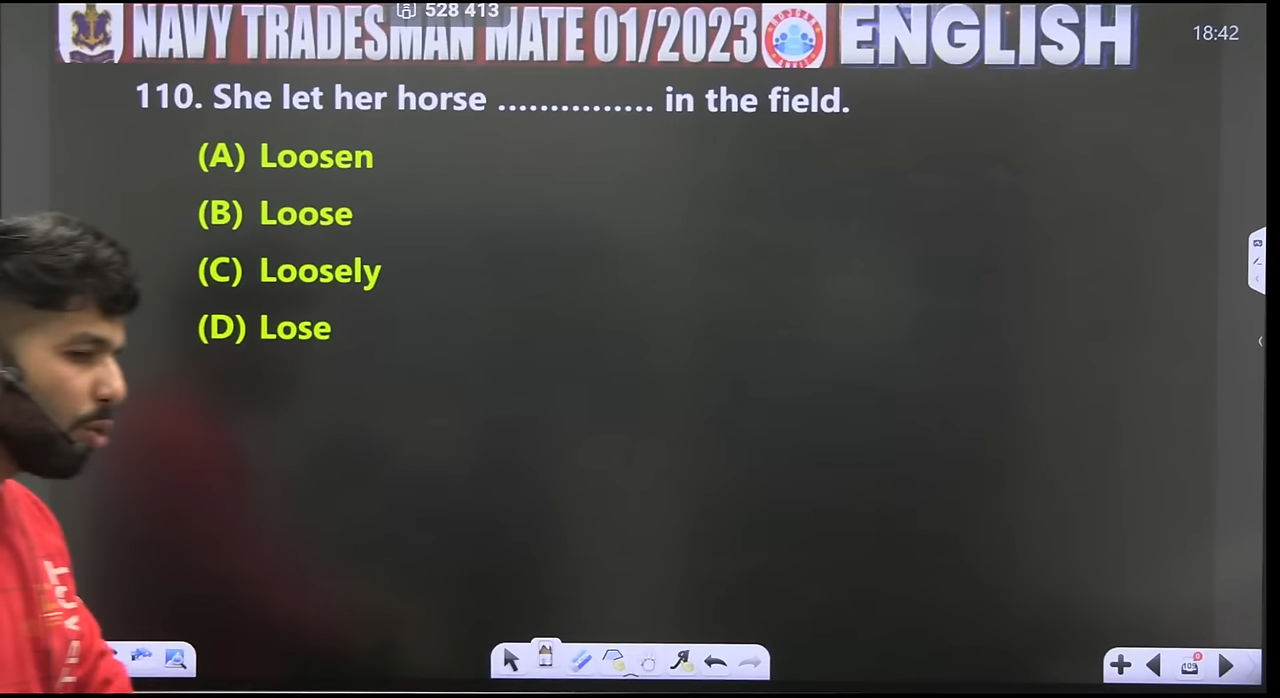 528 413
NAVY TRADESMAN MATE 01/2023 ENGLISH
18:42
110. She let her horse ............... in the field.
(A) Loosen
(B) Loose
(C) Loosely
(D) Lose
109